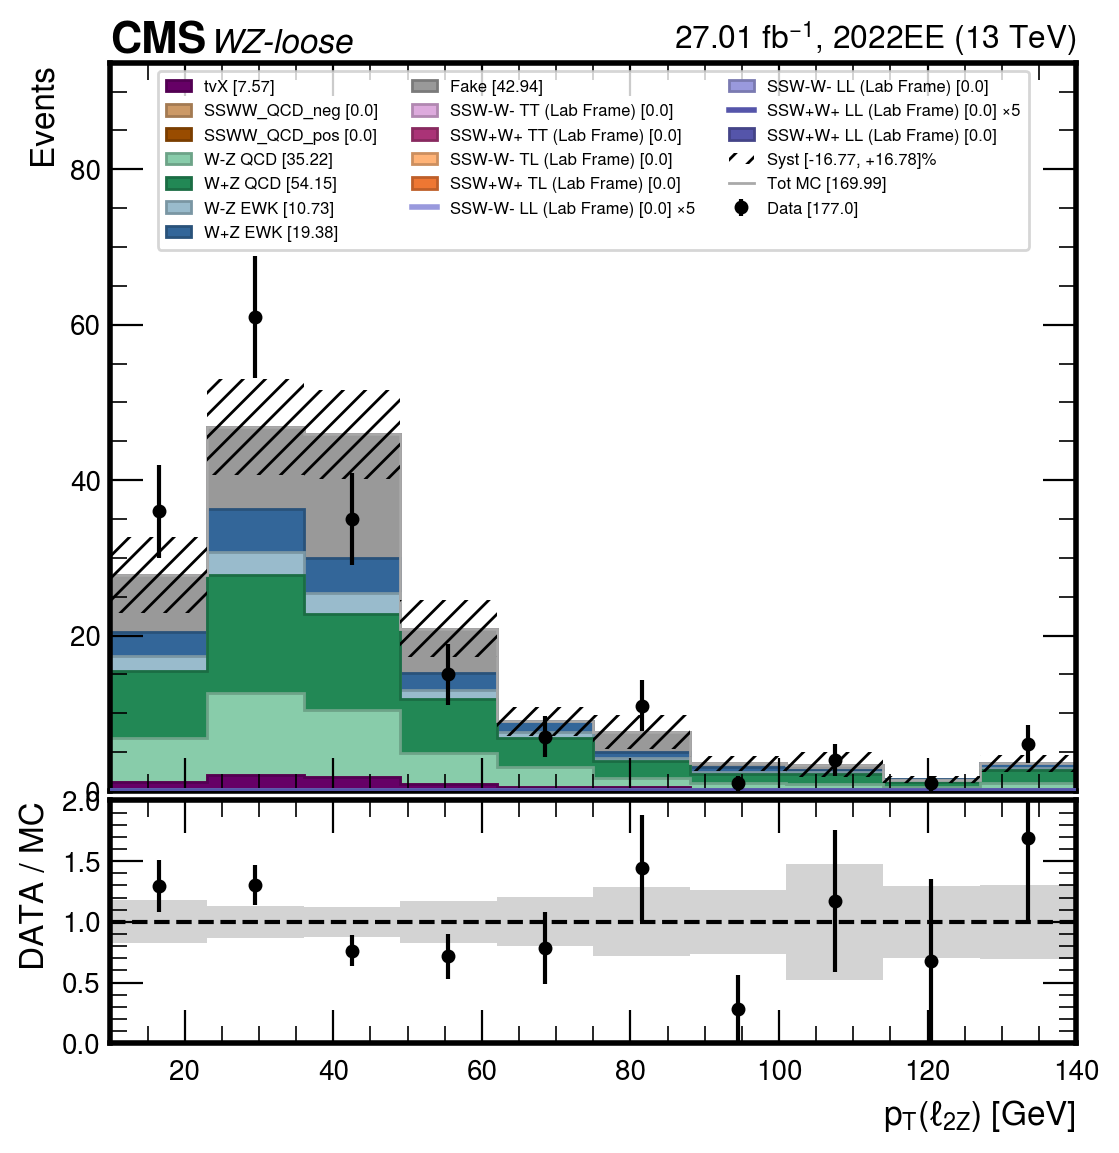 CMS WZ-loose 27.01 fb⁻¹, 2022EE (13 TeV)
Events
tvX [7.57]
SSWW_QCD_neg [0.0]
SSWW_QCD_pos [0.0]
W-Z QCD [35.22]
W+Z QCD [54.15]
W-Z EWK [10.73]
W+Z EWK [19.38]
Fake [42.94]
SSW-W- TT (Lab Frame) [0.0]
SSW+W+ TT (Lab Frame) [0.0]
SSW-W- TL (Lab Frame) [0.0]
SSW+W+ TL (Lab Frame) [0.0]
SSW-W- LL (Lab Frame) [0.0] ×5
SSW-W- LL (Lab Frame) [0.0]
SSW+W+ LL (Lab Frame) [0.0] ×5
SSW+W+ LL (Lab Frame) [0.0]
Syst [-16.77, +16.78]%
Tot MC [169.99]
Data [177.0]
80
60
40
20
0
DATA / MC
2.0
1.5
1.0
0.5
0.0
20 40 60 80 100 120 140
p_T(ℓ_2Z) [GeV]